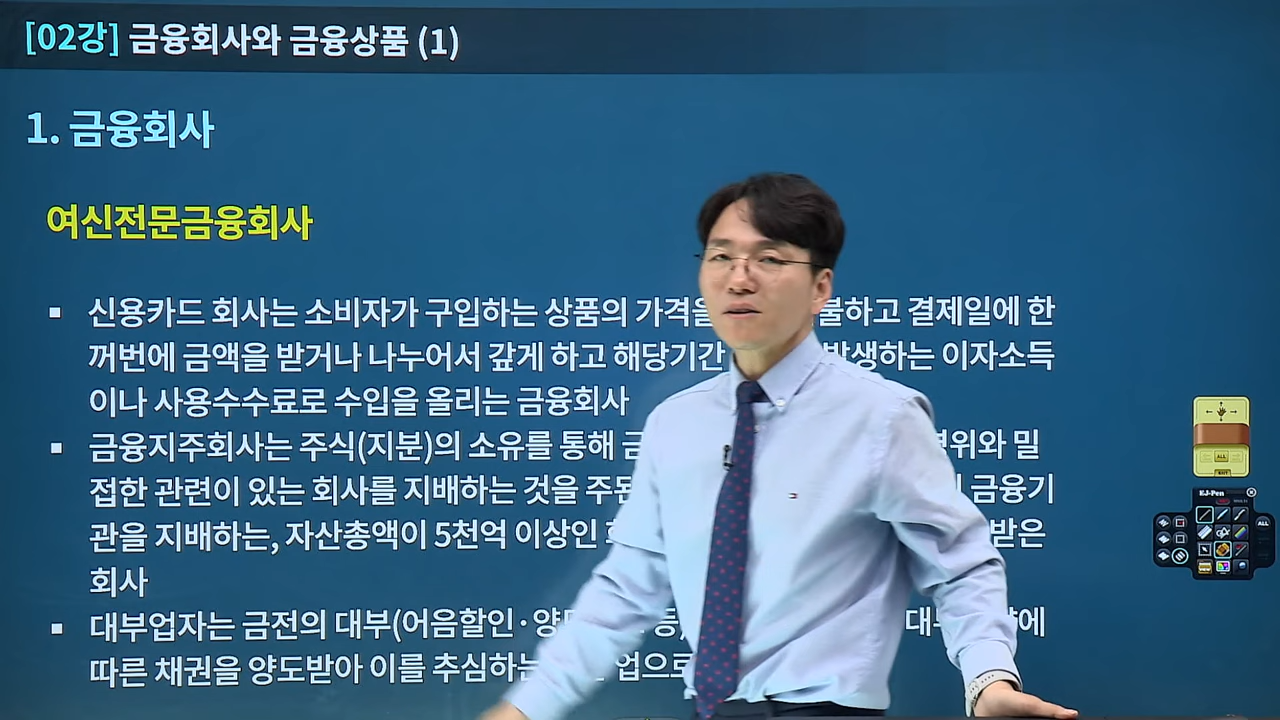 [02강] 금융회사와 금융상품 (1)
1. 금융회사
여신전문금융회사
▪ 신용카드 회사는 소비자가 구입하는 상품의 가격을 하고 결제일에 한
꺼번에 금액을 받거나 나누어서 갚게 하고 해당기간 발생하는 이자소득
이나 사용수수료로 수입을 올리는 금융회사
▪ 금융지주회사는 주식(지분)의 소유를 통해 밀
접한 관련이 있는 회사를 지배하는 것을 금융기
관을 지배하는, 자산총액이 5천억 이상인 받은
회사
▪ 대부업자는 금전의 대부(어음할인· 등)
따른 채권을 양도받아 이를 추심하는 업으로
ALL
EJ-Pen
ALL